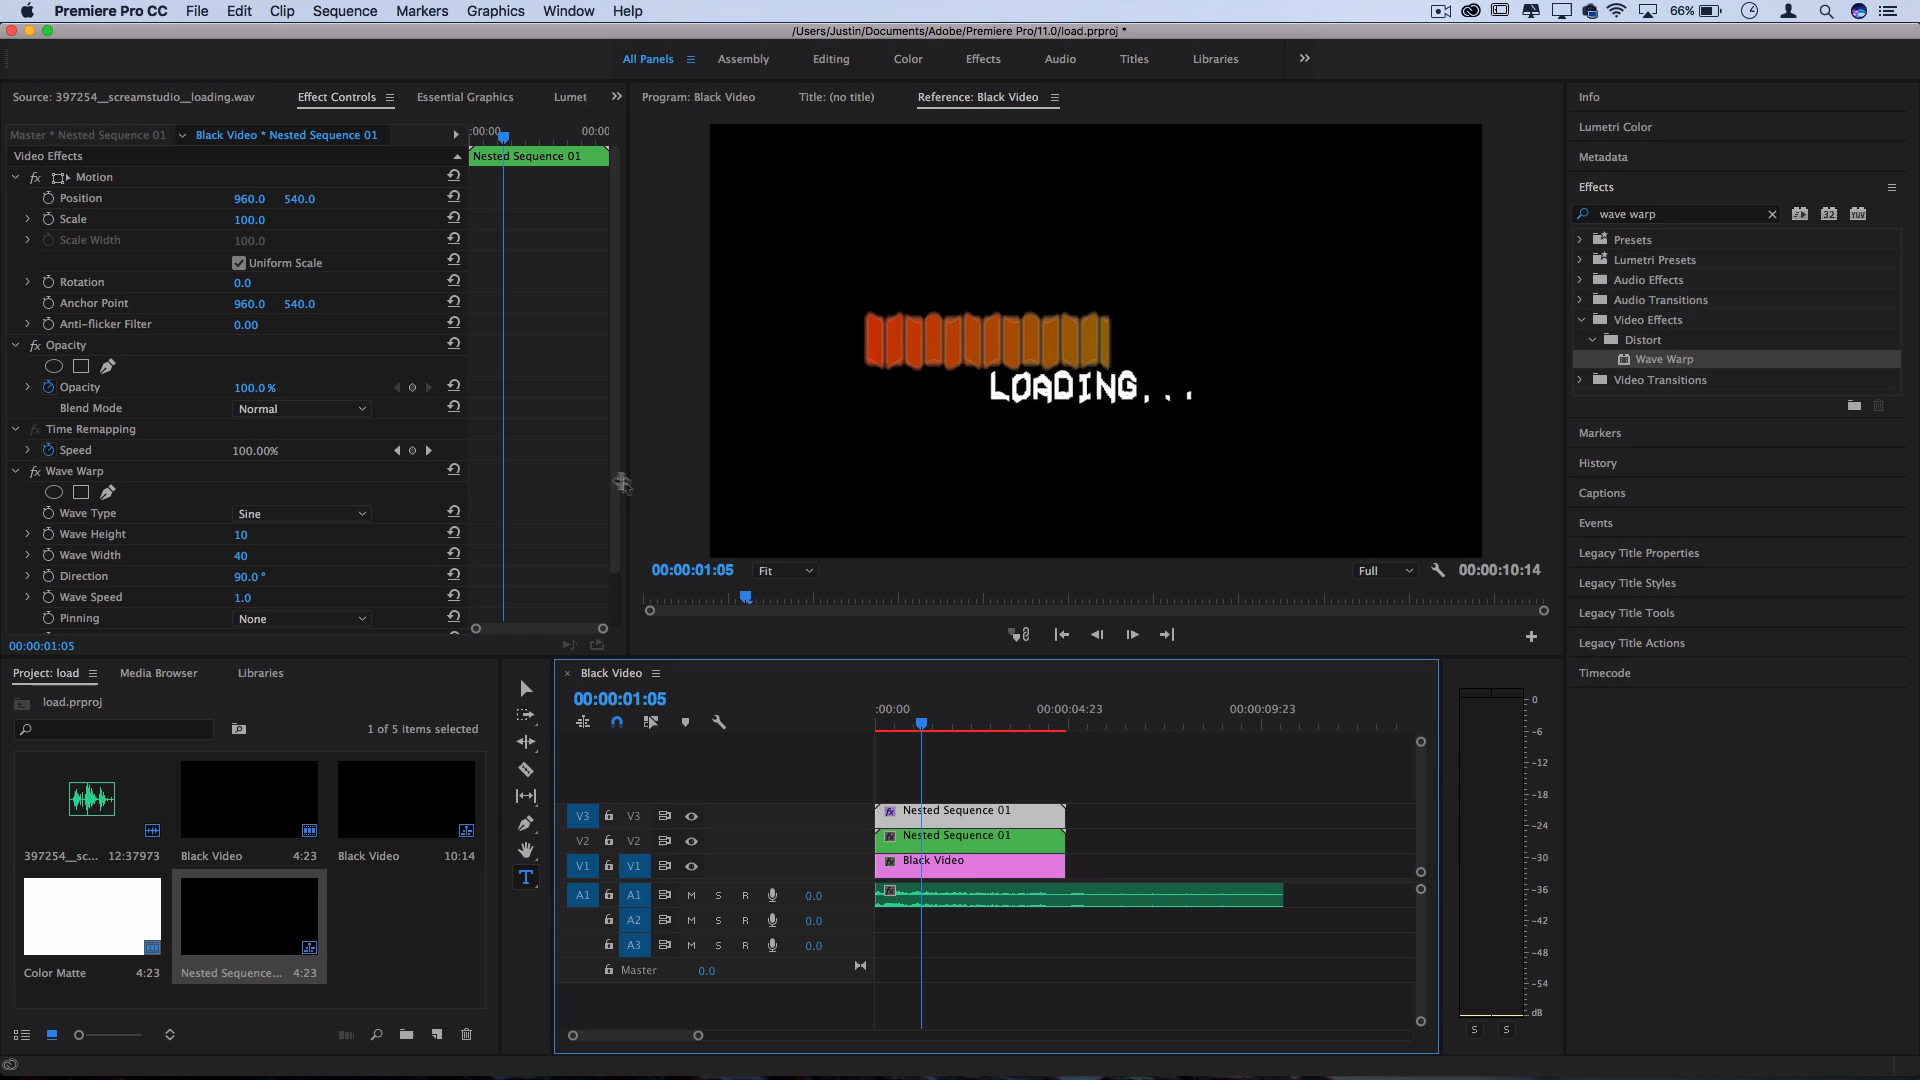 Premiere Pro CC File Edit Clip Sequence Markers Graphics Window Help 66%
/Users/Justin/Documents/Adobe/Premiere Pro/11.0/load.prproj *
All Panels Assembly Editing Color Effects Audio Titles Libraries
Source: 397254__screamstudio__loading.wav Effect Controls Essential Graphics Lumet
Program: Black Video Title: (no title) Reference: Black Video
Master * Nested Sequence 01 Black Video * Nested Sequence 01
:00:00 00:00
Video Effects
Nested Sequence 01
fx Motion
Position 960.0 540.0
Scale 100.0
Scale Width 100.0
Uniform Scale
Rotation 0.0
Anchor Point 960.0 540.0
Anti-flicker Filter 0.00
fx Opacity
Opacity 100.0 %
Blend Mode Normal
fx Time Remapping
Speed 100.00%
fx Wave Warp
Wave Type Sine
Wave Height 10
Wave Width 40
Direction 90.0 °
Wave Speed 1.0
Pinning None
00:00:01:05
LOADING...
00:00:01:05 Fit Full 00:00:10:14
Info
Lumetri Color
Metadata
Effects
wave warp 32 YUV
Presets
Lumetri Presets
Audio Effects
Audio Transitions
Video Effects
Distort
Wave Warp
Video Transitions
Markers
History
Captions
Events
Legacy Title Properties
Legacy Title Styles
Legacy Title Tools
Legacy Title Actions
Timecode
Project: load Media Browser Libraries
load.prproj
1 of 5 items selected
397254__sc... 12:37973 Black Video 4:23 Black Video 10:14
Color Matte 4:23 Nested Sequence... 4:23
T
Black Video
00:00:01:05
:00:00 00:00:04:23 00:00:09:23
V3 V3 fx Nested Sequence 01
V2 V2 fx Nested Sequence 01
V1 V1 fx Black Video
A1 A1 M S R 0.0 fx
A2 M S R 0.0
A3 M S R 0.0
Master 0.0
0
-6
-12
-18
-24
-30
-36
-42
-48
-54
dB
S S